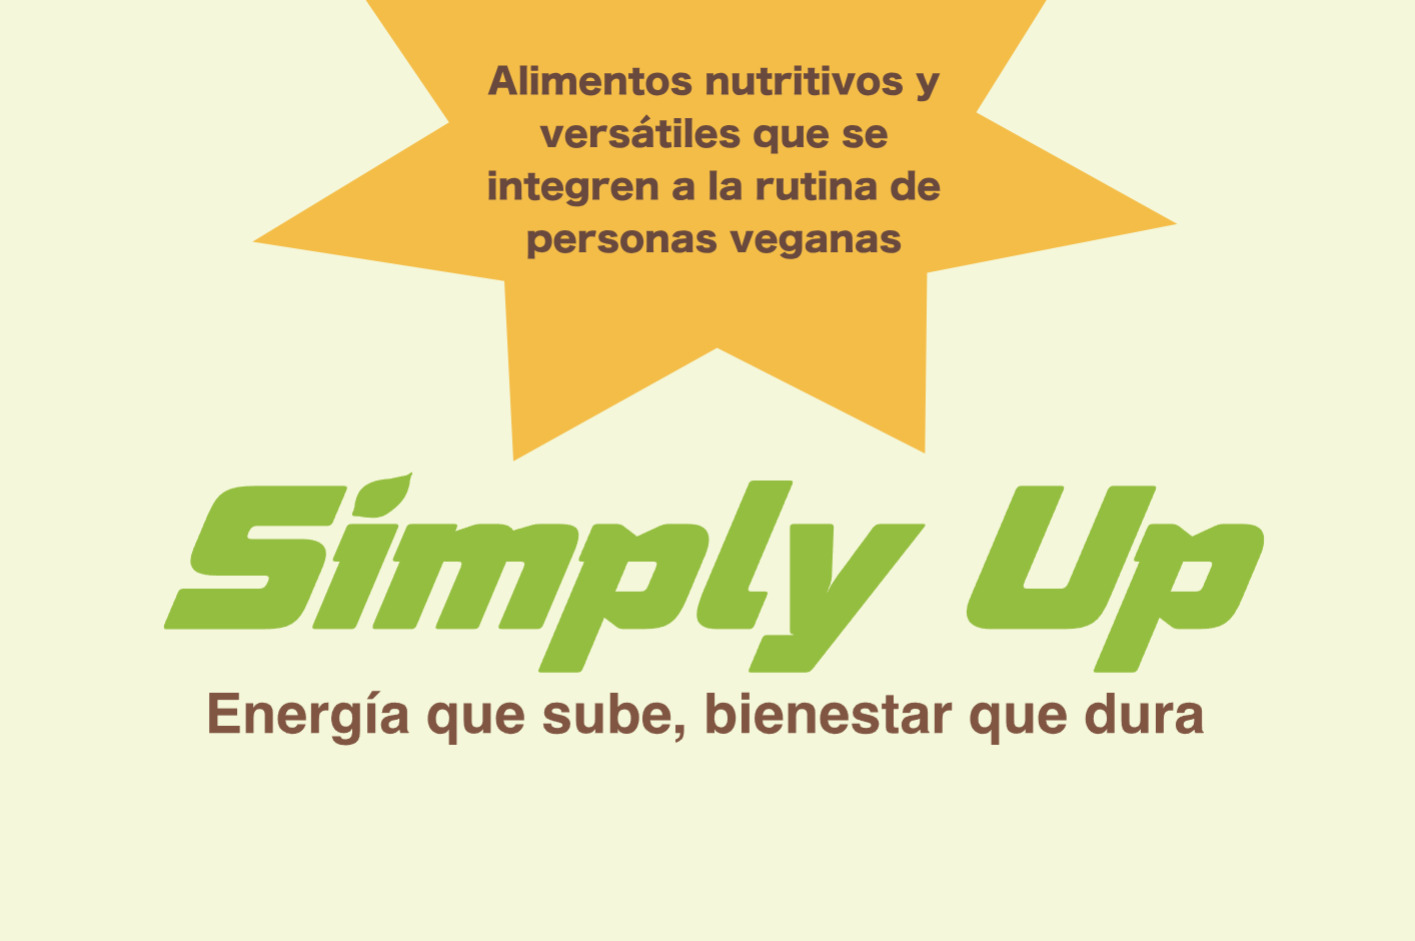 Alimentos nutritivos y
versátiles que se
integren a la rutina de
personas veganas
Simply Up
Energía que sube, bienestar que dura